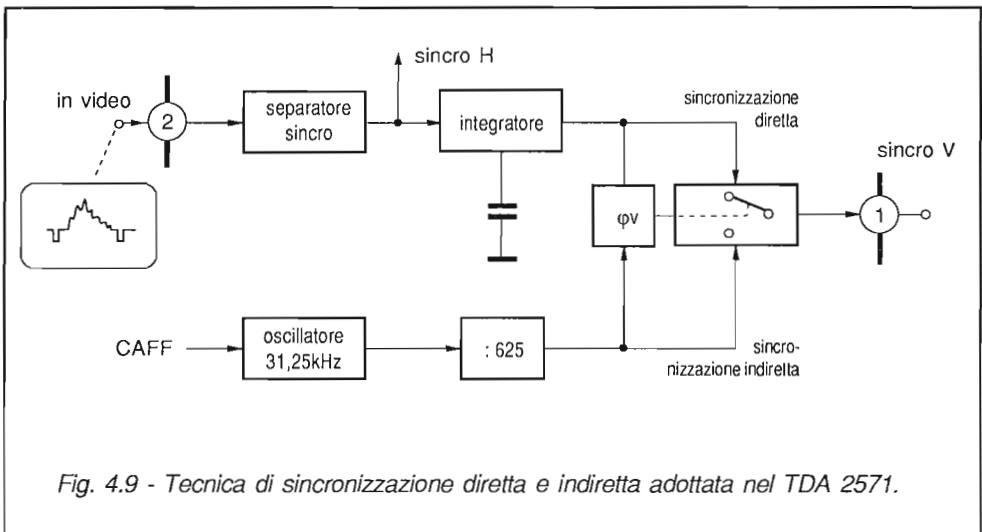 sincro H
in video
2
separatore
sincro
integratore
sincronizzazione
diretta
sincro V
φv
1
CAFF
oscillatore
31,25kHz
: 625
sincro-
nizzazione indiretta
Fig. 4.9 - Tecnica di sincronizzazione diretta e indiretta adottata nel TDA 2571.